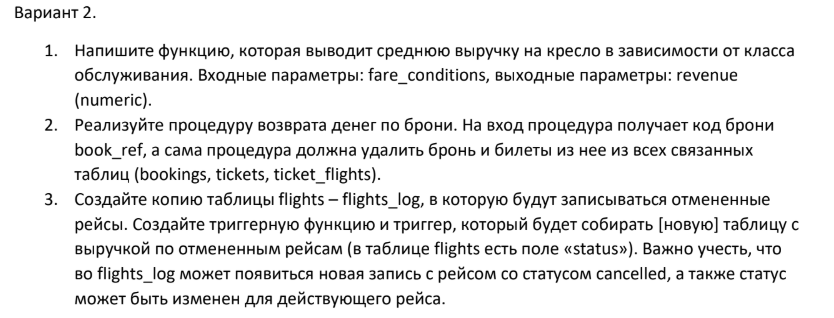 Вариант 2.
1. Напишите функцию, которая выводит среднюю выручку на кресло в зависимости от класса
обслуживания. Входные параметры: fare_conditions, выходные параметры: revenue
(numeric).
2. Реализуйте процедуру возврата денег по брони. На вход процедура получает код брони
book_ref, а сама процедура должна удалить бронь и билеты из нее из всех связанных
таблиц (bookings, tickets, ticket_flights).
3. Создайте копию таблицы flights – flights_log, в которую будут записываться отмененные
рейсы. Создайте триггерную функцию и триггер, который будет собирать [новую] таблицу с
выручкой по отмененным рейсам (в таблице flights есть поле «status»). Важно учесть, что
во flights_log может появиться новая запись с рейсом со статусом cancelled, а также статус
может быть изменен для действующего рейса.